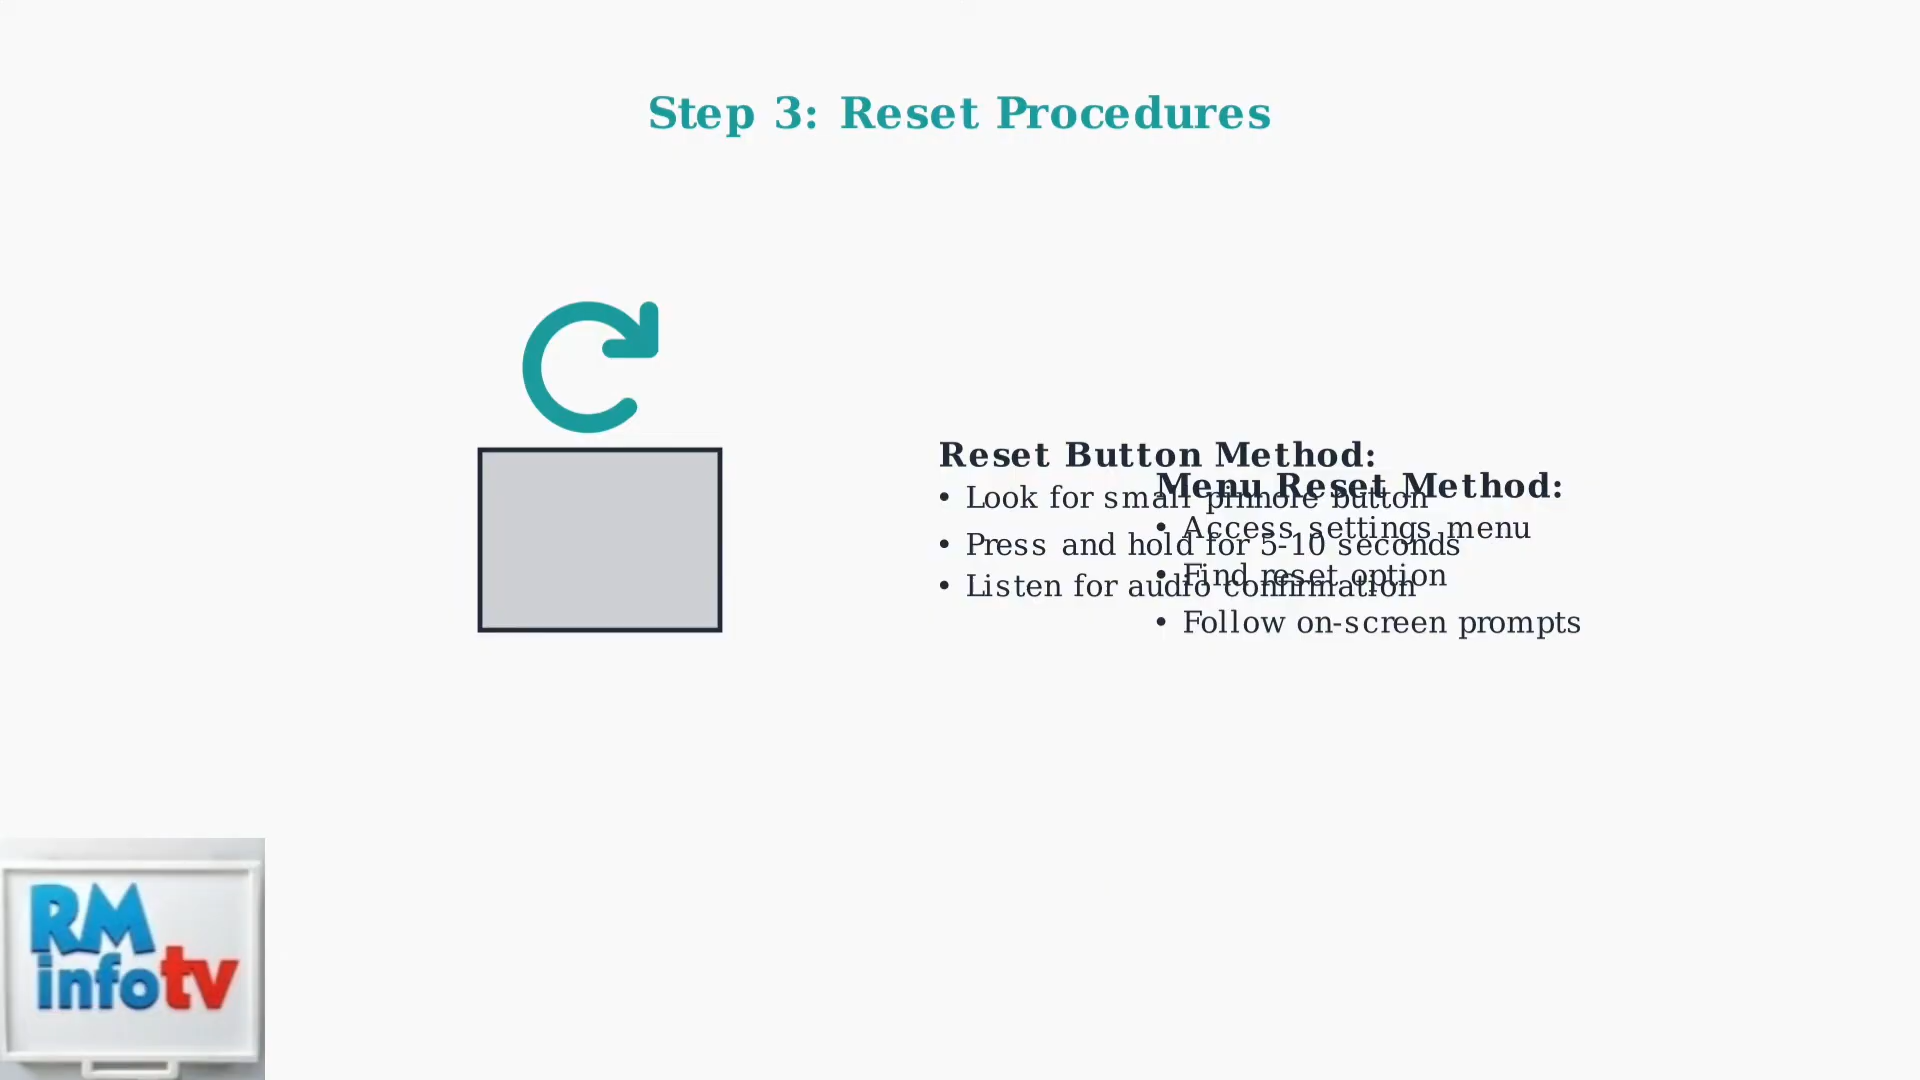 Step 3: Reset Procedures
Reset Button Method:
• Look for small pinhole button
• Press and hold for 5-10 seconds
• Listen for audio confirmation
Menu Reset Method:
• Access settings menu
• Find reset option
• Follow on-screen prompts
RM
infotv